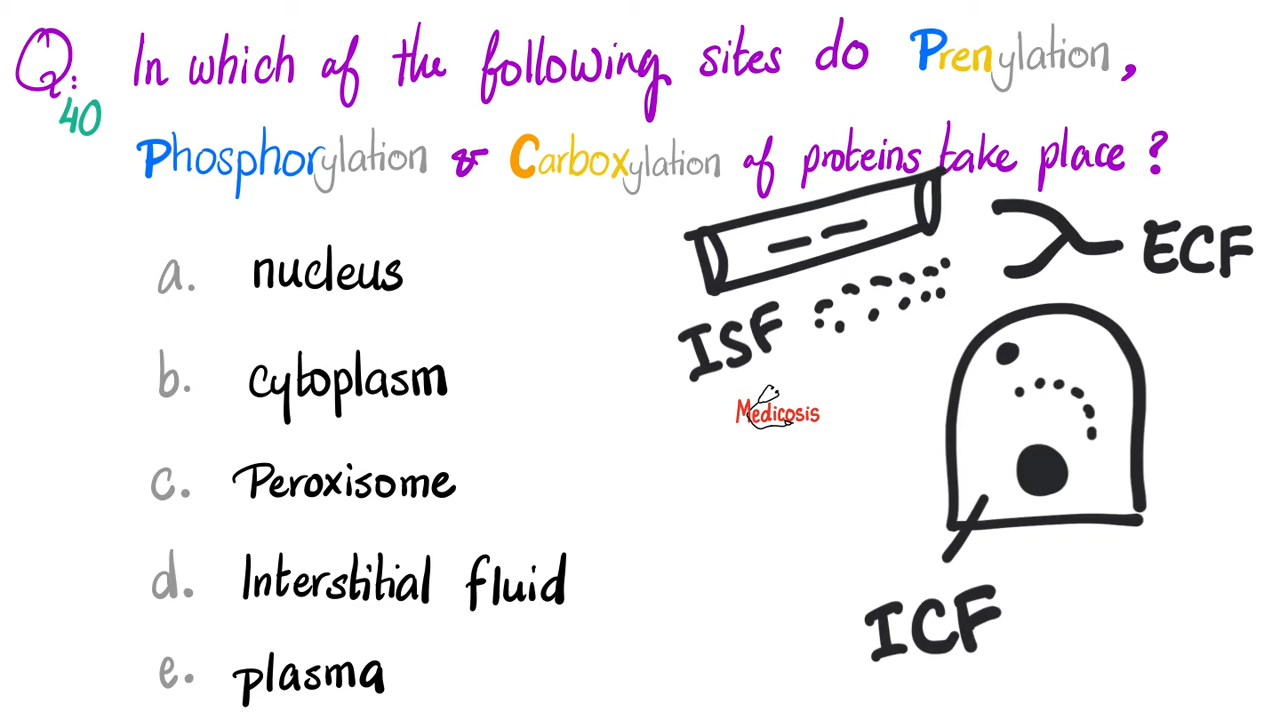 Q: In which of the following sites do Prenylation,
40
Phosphorylation & Carboxylation of proteins take place?
ECF
a. nucleus
ISF
b. cytoplasm
Medicosis
c. Peroxisome
d. Interstitial fluid
ICF
e. plasma